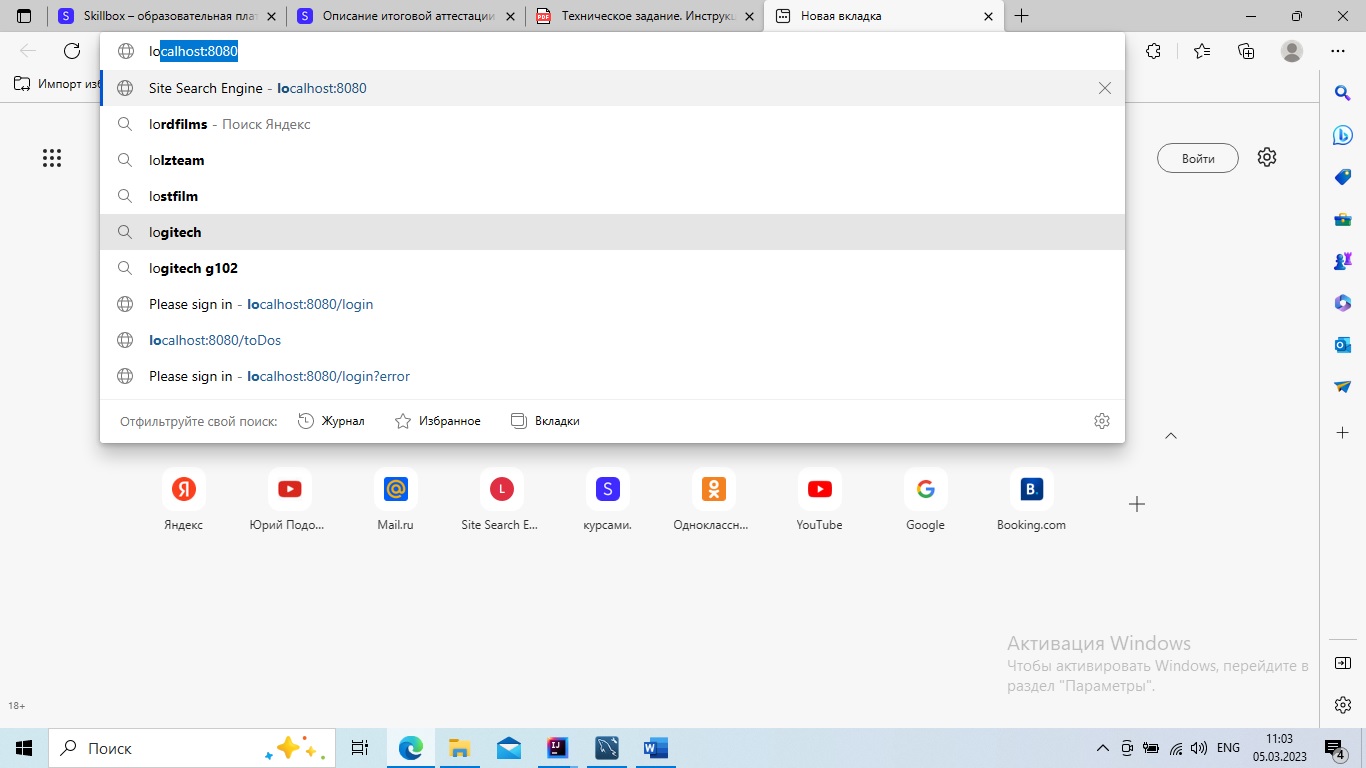 Skillbox – образовательная плат
Описание итоговой аттестации
Техническое задание. Инструкц
Новая вкладка
localhost:8080
Импорт изб
Site Search Engine - localhost:8080
lordfilms - Поиск Яндекс
lolzteam
lostfilm
logitech
logitech g102
Please sign in - localhost:8080/login
localhost:8080/toDos
Please sign in - localhost:8080/login?error
Отфильтруйте свой поиск: Журнал Избранное Вкладки
Войти
Яндекс
Юрий Подо...
Mail.ru
Site Search E...
курсами.
Одноклассн...
YouTube
Google
Booking.com
Активация Windows
Чтобы активировать Windows, перейдите в
раздел "Параметры".
18+
Поиск
ENG
11:03
05.03.2023
4